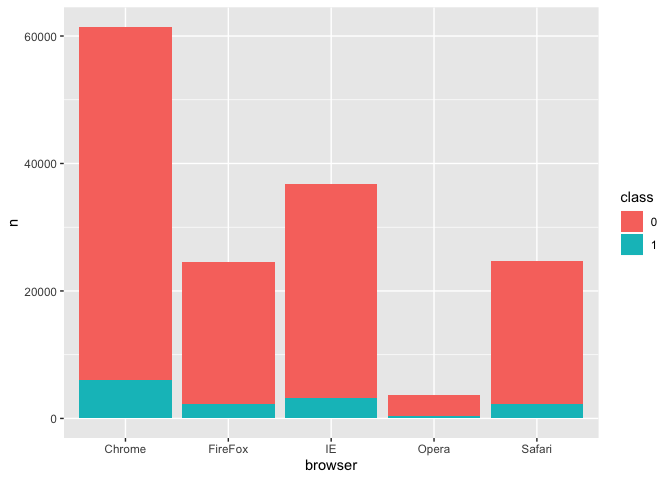 60000
40000
20000
0
n
Chrome
FireFox
IE
Opera
Safari
browser
class
0
1